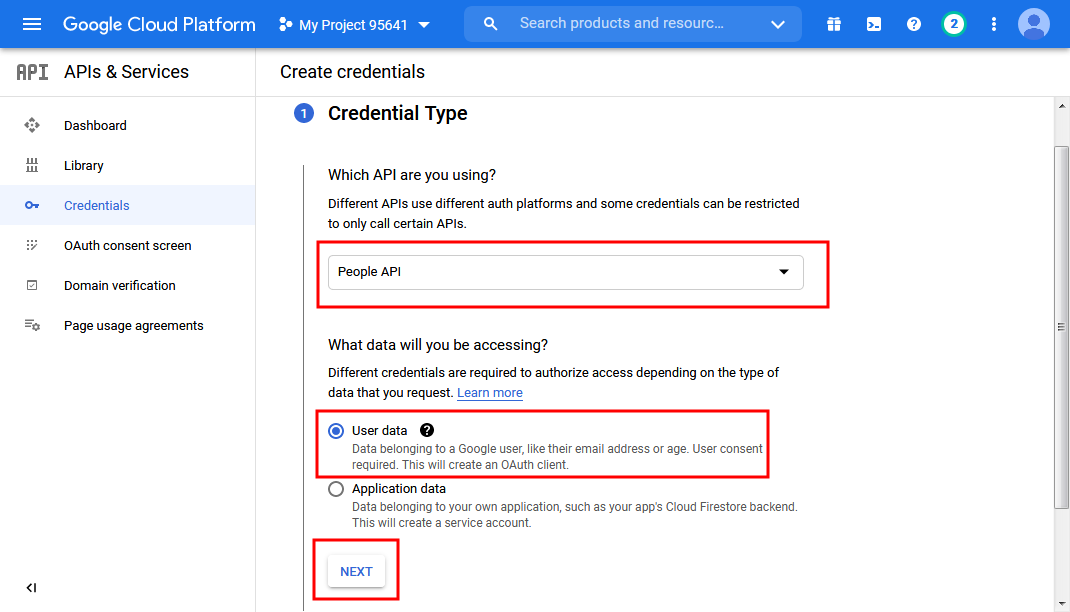 Google Cloud Platform
My Project 95641
Search products and resourc...
2
API
APIs & Services
Create credentials
Dashboard
Library
Credentials
OAuth consent screen
Domain verification
Page usage agreements
1
Credential Type
Which API are you using?
Different APIs use different auth platforms and some credentials can be restricted
to only call certain APIs.
People API
What data will you be accessing?
Different credentials are required to authorize access depending on the type of
data that you request. Learn more
User data
Data belonging to a Google user, like their email address or age. User consent
required. This will create an OAuth client.
Application data
Data belonging to your own application, such as your app's Cloud Firestore backend.
This will create a service account.
NEXT